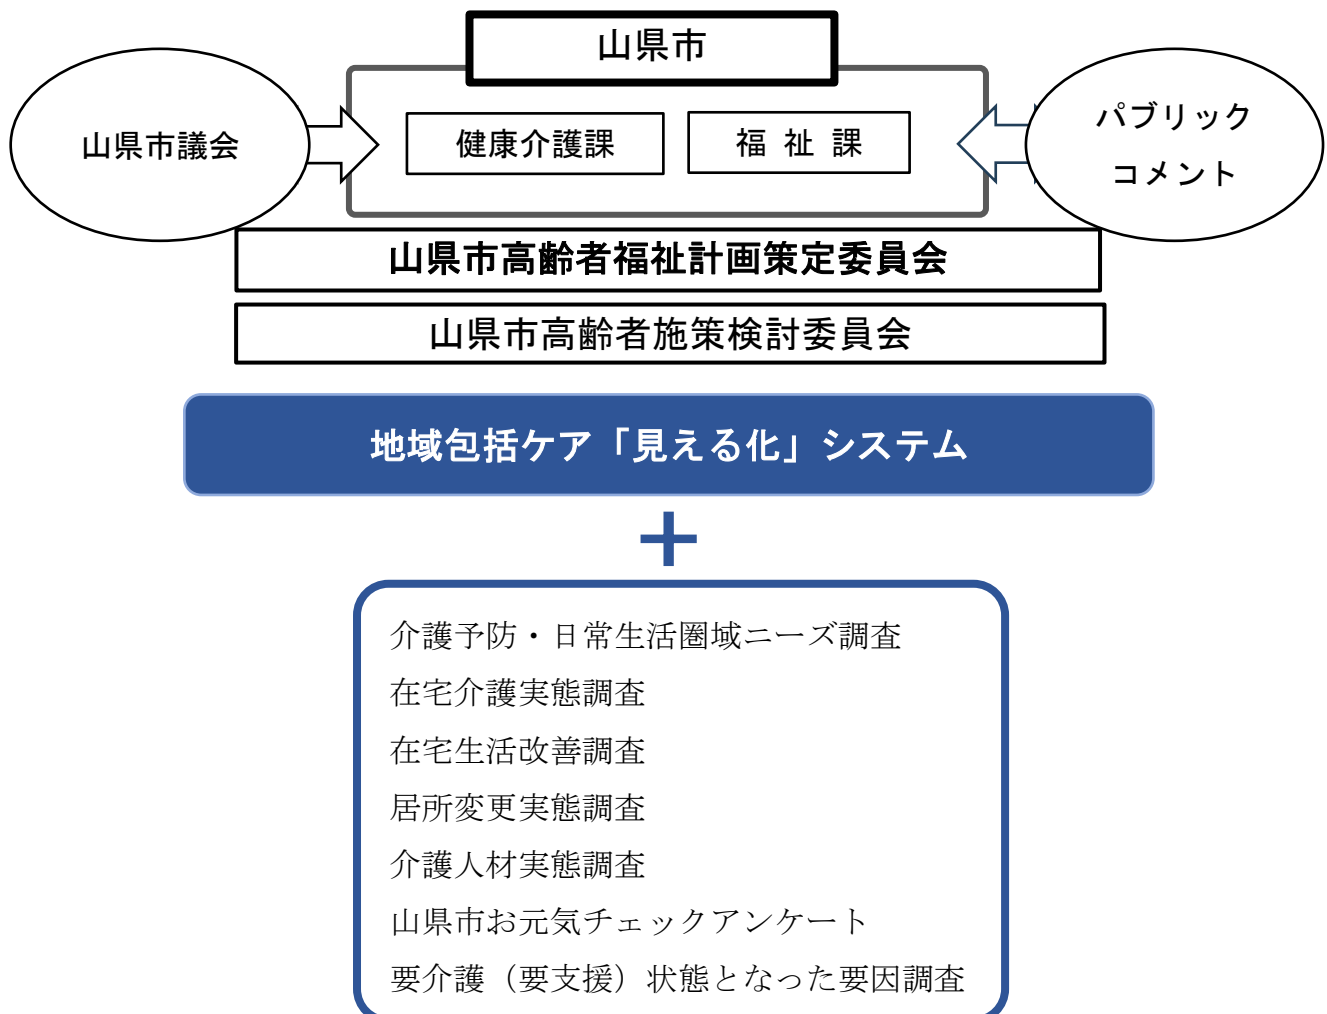 山県市
山県市議会
健康介護課
福祉課
パブリック
コメント
山県市高齢者福祉計画策定委員会
山県市高齢者施策検討委員会
地域包括ケア「見える化」システム
+
介護予防・日常生活圏域ニーズ調査
在宅介護実態調査
在宅生活改善調査
居所変更実態調査
介護人材実態調査
山県市お元気チェックアンケート
要介護（要支援）状態となった要因調査